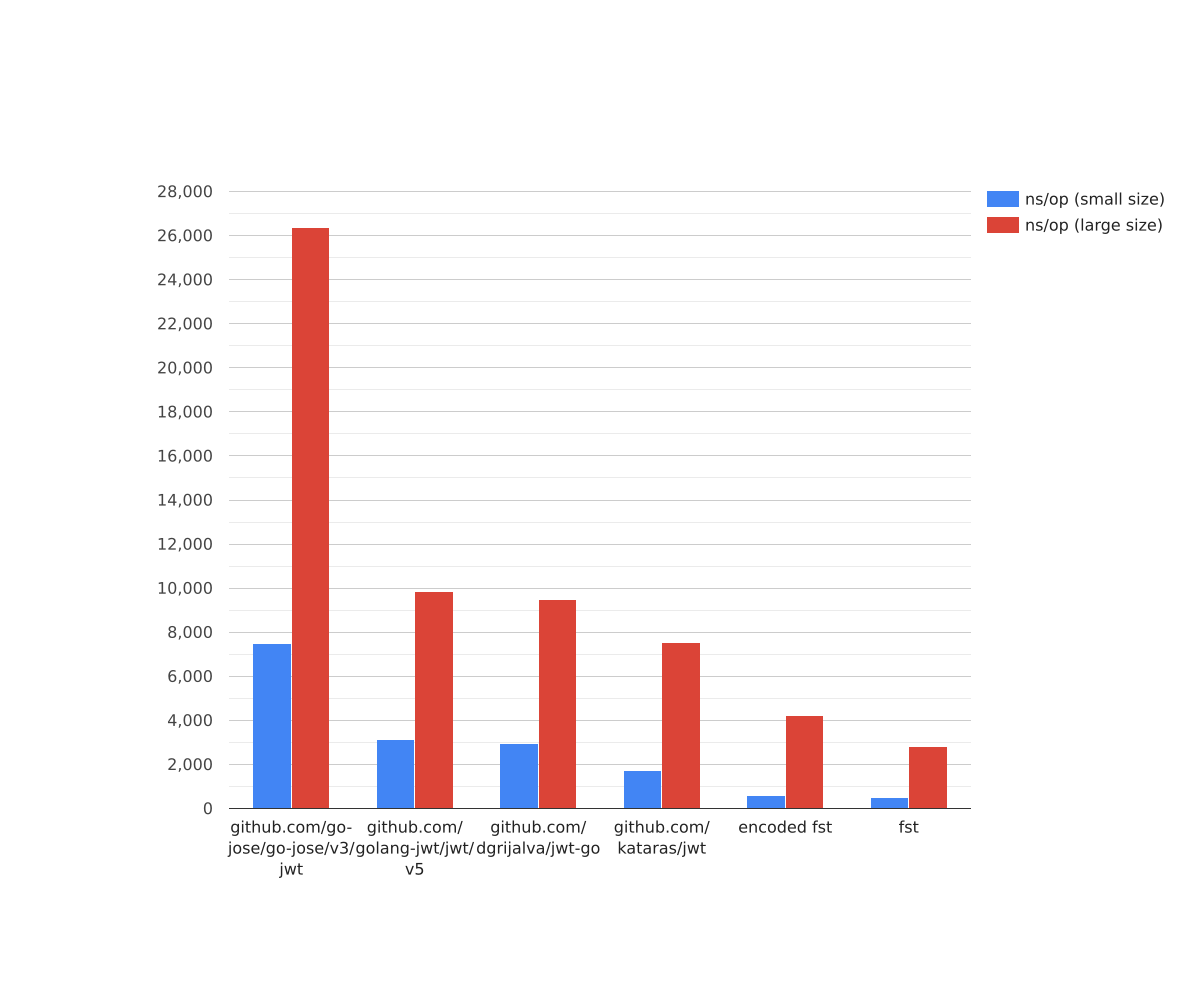 28,000
26,000
24,000
22,000
20,000
18,000
16,000
14,000
12,000
10,000
8,000
6,000
4,000
2,000
0
ns/op (small size)
ns/op (large size)
github.com/go-
jose/go-jose/v3/
jwt
github.com/
golang-jwt/jwt/
v5
github.com/
dgrijalva/jwt-go
github.com/
kataras/jwt
encoded fst
fst